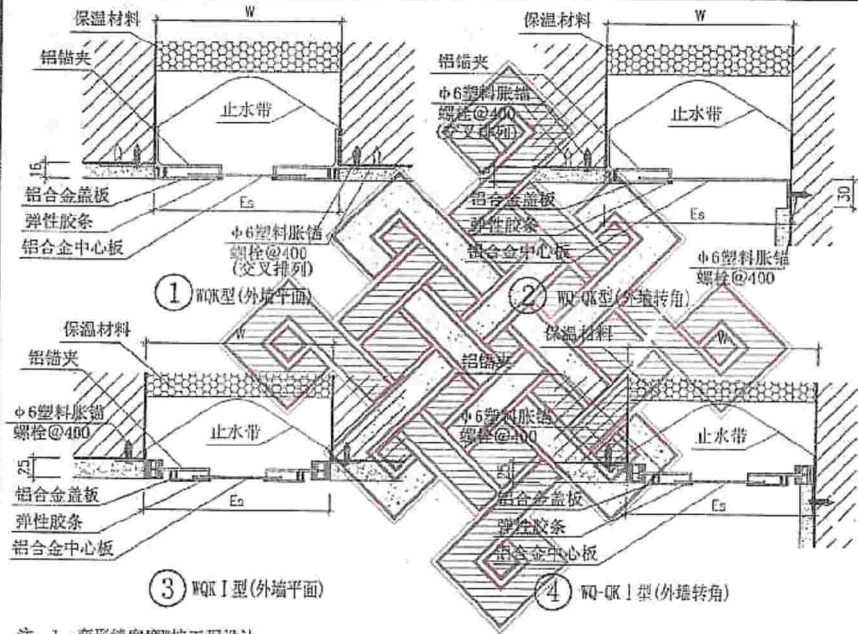 保温材料
W
铝锚夹
止水带
16
铝合金盖板
弹性胶条
铝合金中心板
Es
φ6塑料胀锚
螺栓@400
(交叉排列)
① WQK型(外墙平面)
保温材料
W
铝锚夹
φ6塑料胀锚
螺栓@400
(交叉排列)
止水带
铝合金盖板
弹性胶条
铝合金中心板
Es
30
φ6塑料胀锚
螺栓@400
② WQ-QK型(外墙转角)
保温材料
W
铝锚夹
φ6塑料胀锚
螺栓@400
止水带
25
铝合金盖板
弹性胶条
铝合金中心板
Es
③ WQKⅠ型(外墙平面)
保温材料
W
铝锚夹
φ6塑料胀锚
螺栓@400
止水带
25
铝合金盖板
弹性胶条
铝合金中心板
Es
④ WQ-QKⅠ型(外墙转角)